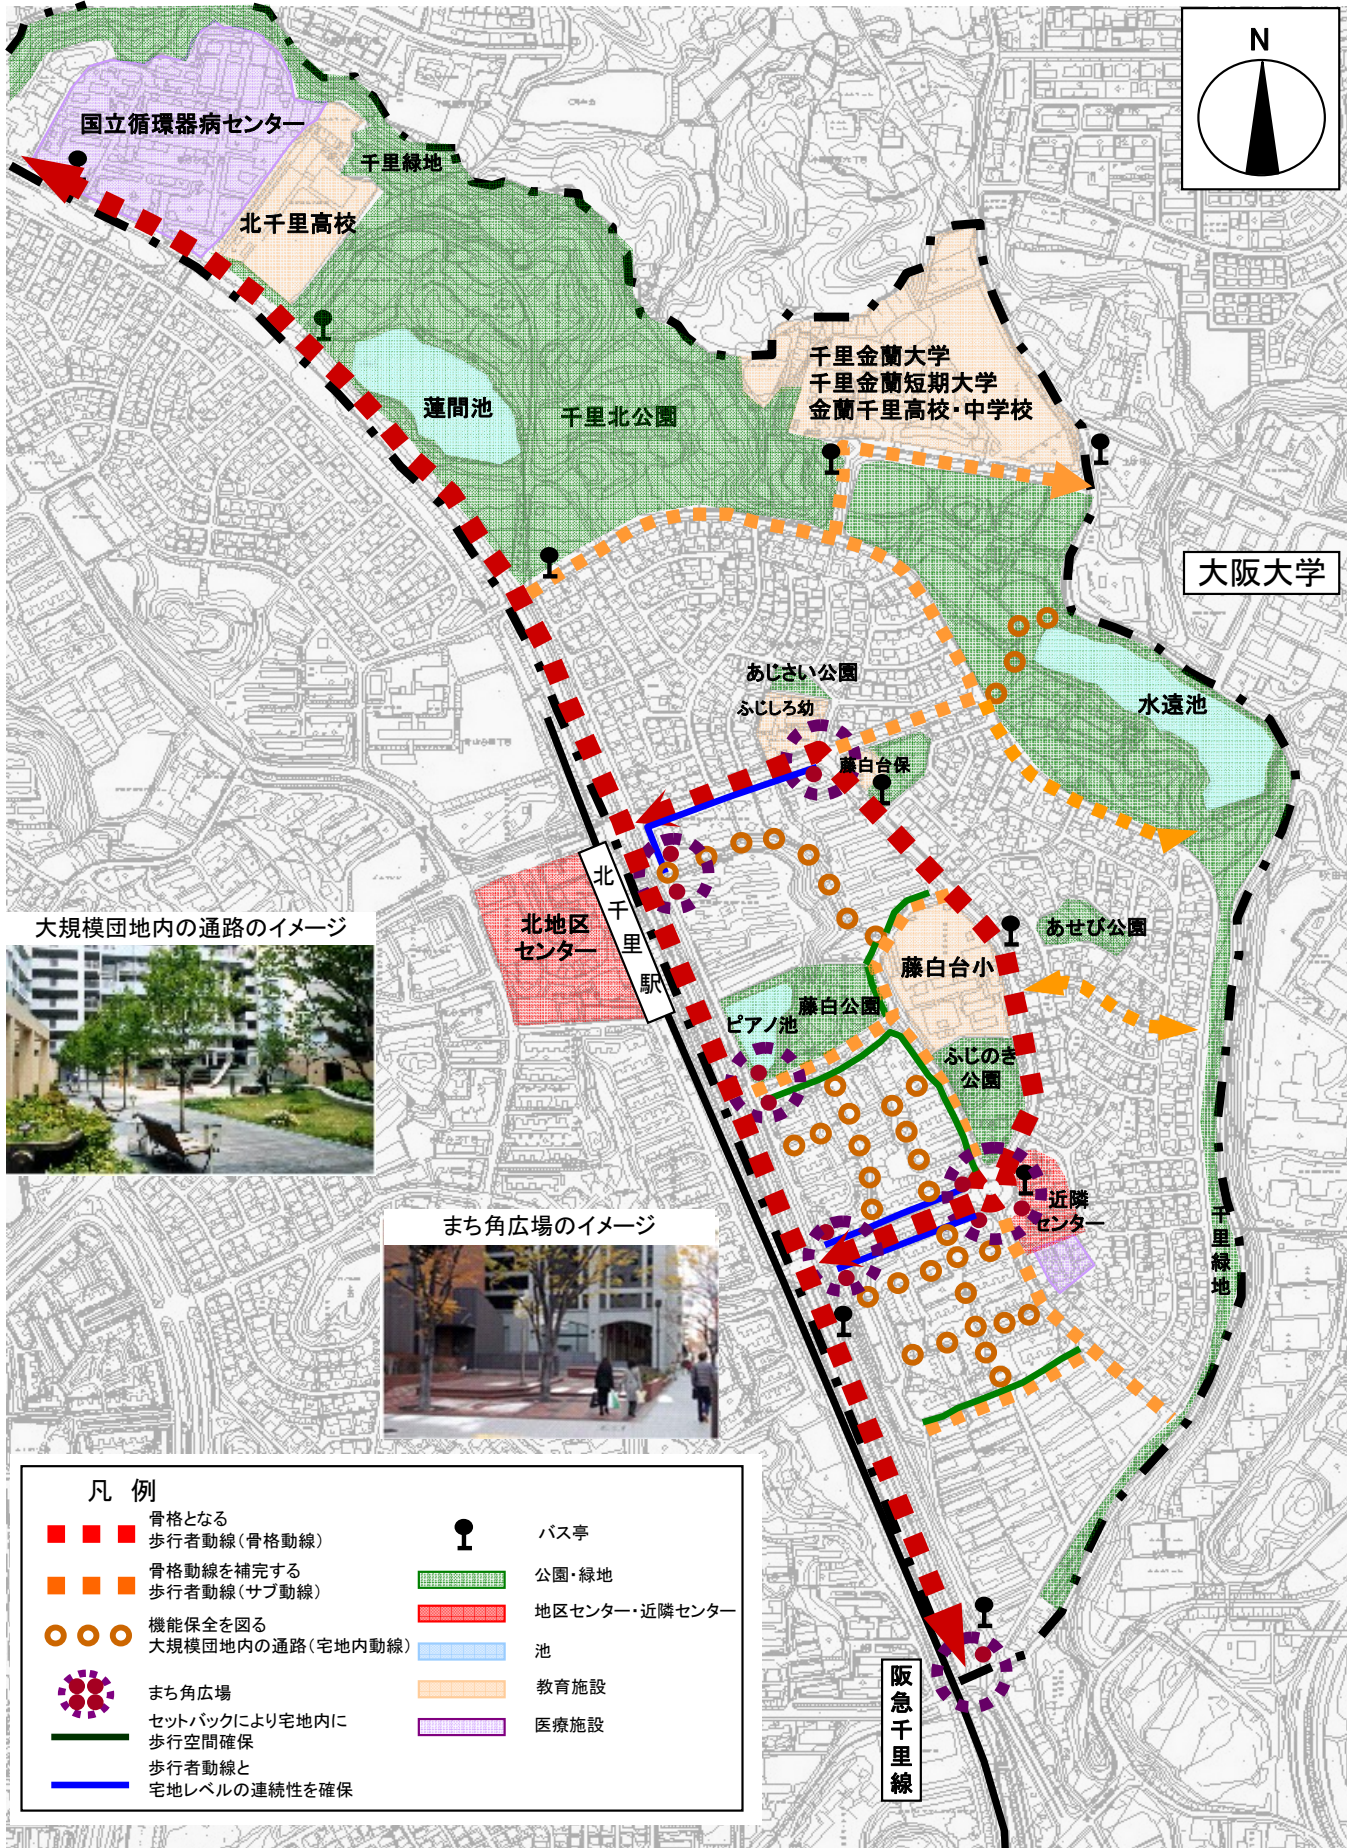 N
国立循環器病センター
千里緑地
北千里高校
千里金蘭大学
千里金蘭短期大学
金蘭千里高校・中学校
蓮間池
千里北公園
大阪大学
あじさい公園
ふじしろ幼
水遠池
藤白台保
北千里駅
北地区
センター
大規模団地内の通路のイメージ
あせび公園
藤白台小
藤白公園
ピアノ池
ふじのき
公園
近隣
センター
千里緑地
まち角広場のイメージ
凡 例
骨格となる
歩行者動線(骨格動線)
骨格動線を補完する
歩行者動線(サブ動線)
機能保全を図る
大規模団地内の通路(宅地内動線)
まち角広場
セットバックにより宅地内に
歩行空間確保
歩行者動線と
宅地レベルの連続性を確保
バス亭
公園・緑地
地区センター・近隣センター
池
教育施設
医療施設
阪急千里線